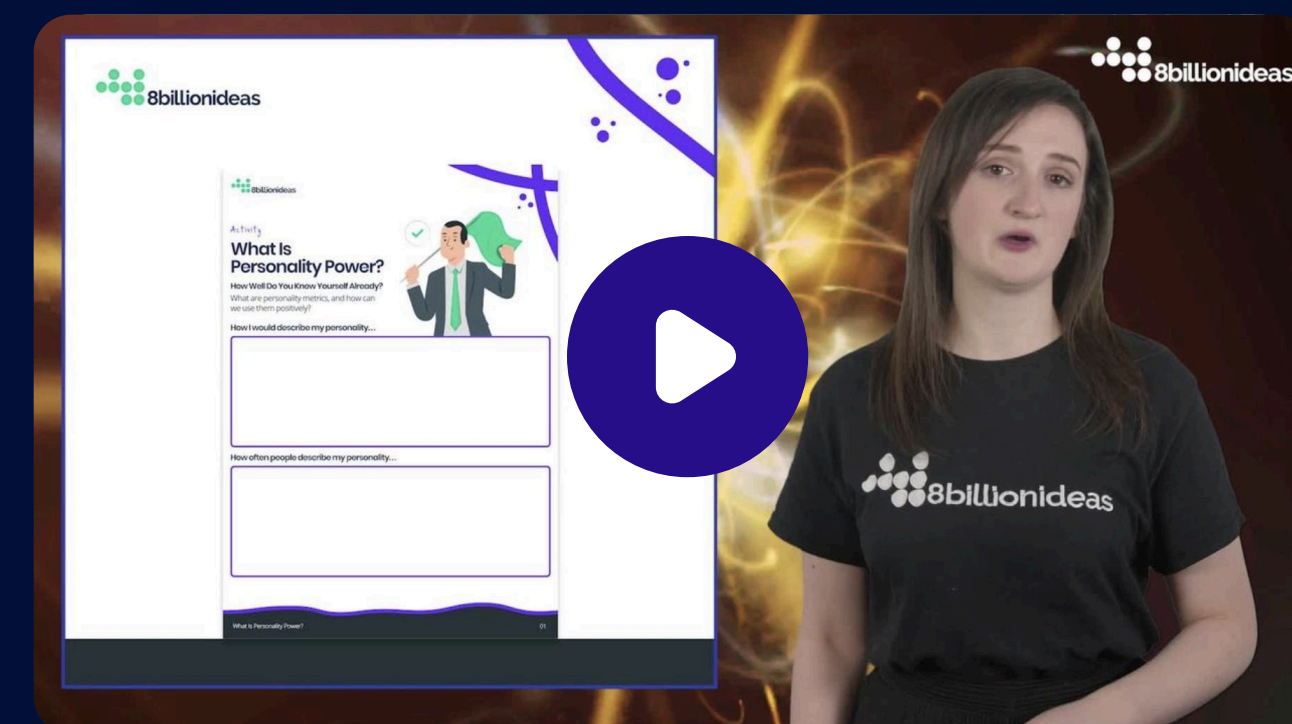 8billionideas
8billionideas
Activity
What Is
Personality Power?
How Well Do You Know Yourself Already?
What are personality metrics, and how can
we use them positively?
How I would describe my personality...
How often people describe my personality...
What Is Personality Power?
01
8billionideas
8billionideas